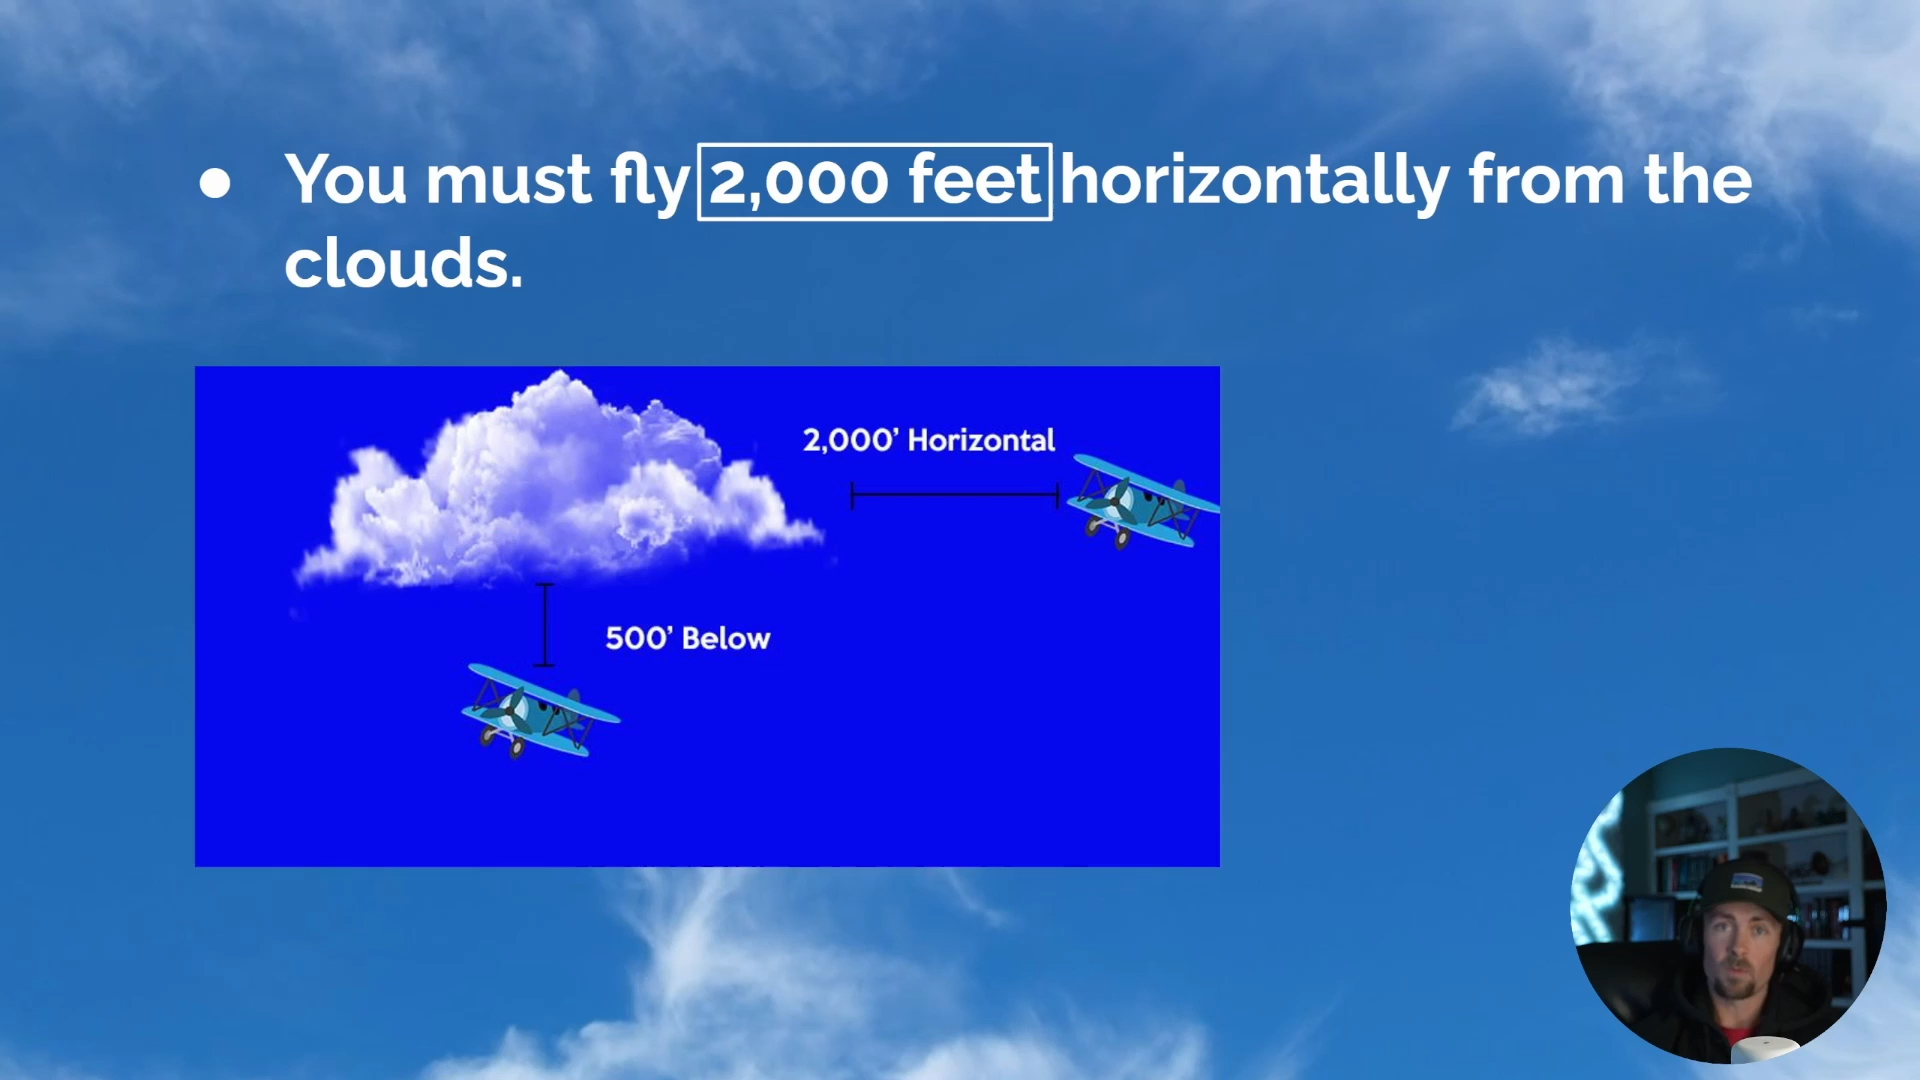 ● You must fly 2,000 feet horizontally from the
clouds.
2,000’ Horizontal
500’ Below